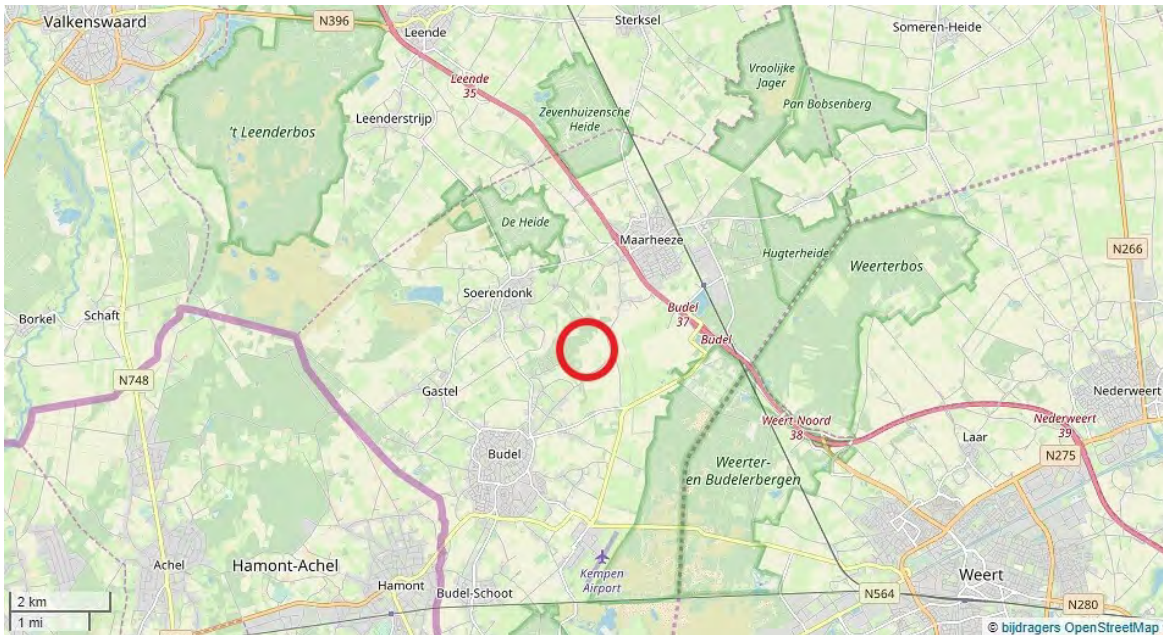 Valkenswaard
N396
Leende
Sterksel
Someren-Heide
Leende
35
Vroolijke
Jager
Pan Bobsenberg
Zevenhuizensche
Heide
't Leenderbos
Leenderstrijp
De Heide
Maarheeze
Hugterheide
Weerterbos
N266
Soerendonk
Budel
37
Budel
Borkel
Schaft
N748
Gastel
Nederweert
Weert-Noord
38
Nederweert
39
Laar
N275
Budel
Weerter-
en Budelerbergen
Achel
Hamont-Achel
Hamont
Budel-Schoot
Kempen
Airport
Weert
N564
N280
2 km
1 mi
© bijdragers OpenStreetMap